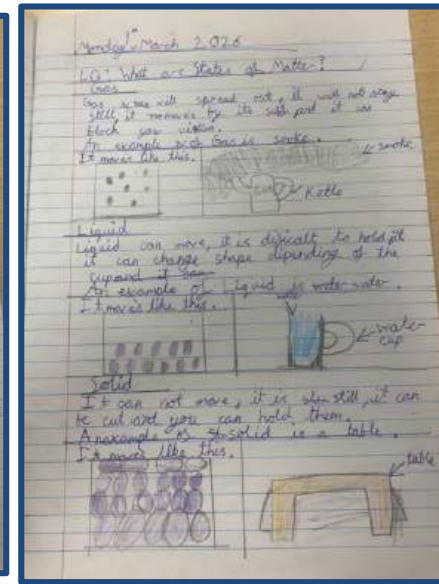 Monday 1st March 2026
LO: What are States of Matter?
Gas
Gas will spread out, it will not stay
still, it moves by its self and it can
block your vision.
An example of Gas is smoke.
It moves like this.
smoke
Kettle
Liquid
Liquid can move, it is dificalt to hold, it
it can change shape dipending of the
cup
An example of Liquid is water.
It moves like this.
water
cup
Solid
It can not move, it is still, it can
be cut and you can hold them.
An example of solid is a table.
It moves like this.
table